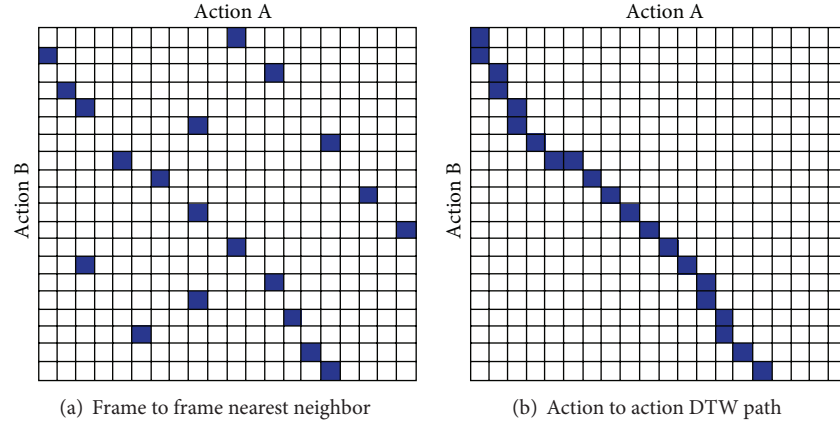 Action A
Action B
(a) Frame to frame nearest neighbor
Action A
Action B
(b) Action to action DTW path